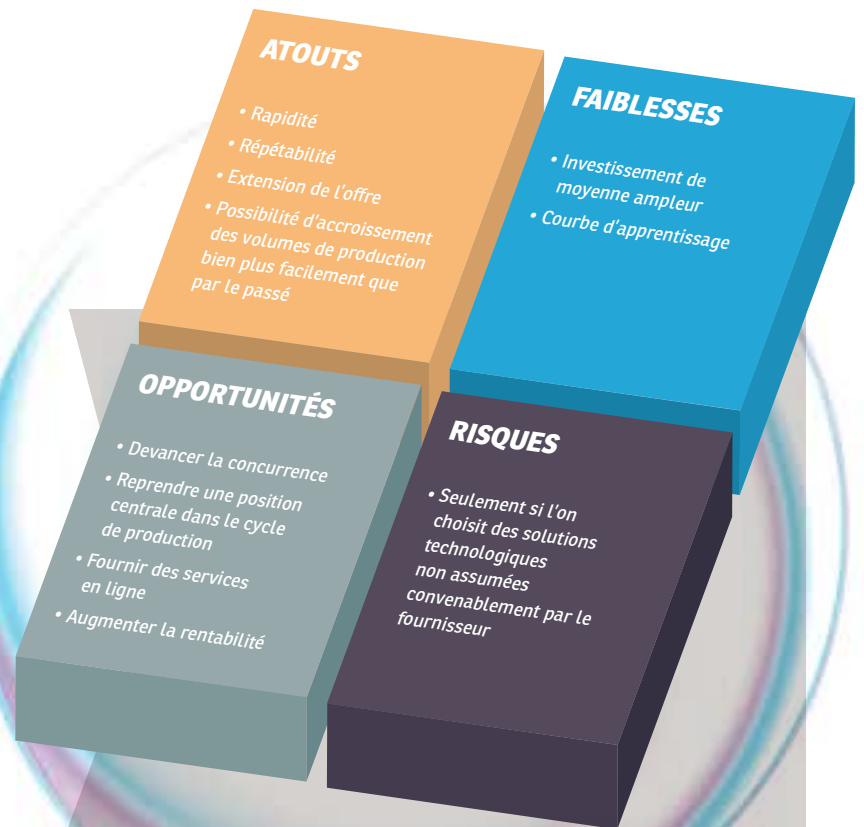 ATOUTS
• Rapidité
• Répétabilité
• Extension de l'offre
• Possibilité d'accroissement
des volumes de production
bien plus facilement que
par le passé
FAIBLESSES
• Investissement de
moyenne ampleur
• Courbe d'apprentissage
OPPORTUNITÉS
• Devancer la concurrence
• Reprendre une position
centrale dans le cycle
de production
• Fournir des services
en ligne
• Augmenter la rentabilité
RISQUES
• Seulement si l'on
choisit des solutions
technologiques
non assumées
convenablement par le
fournisseur